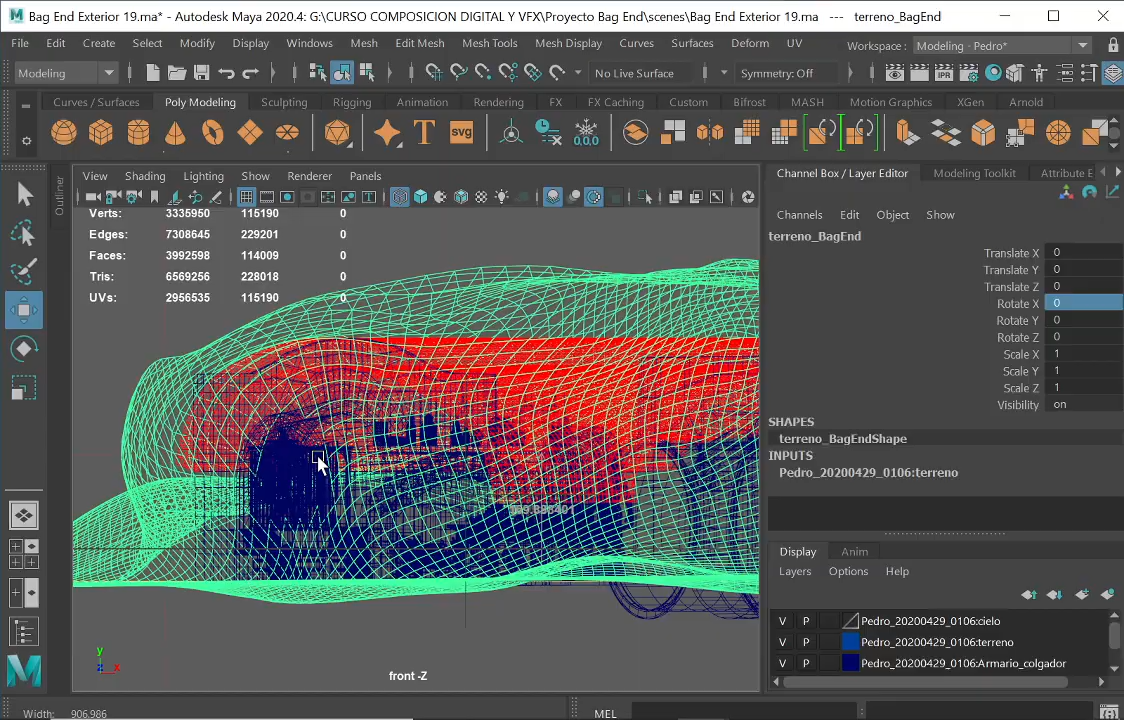 Bag End Exterior 19.ma* - Autodesk Maya 2020.4: G:\CURSO COMPOSICION DIGITAL Y VFX\Proyecto Bag End\scenes\Bag End Exterior 19.ma --- terreno_BagEnd
File Edit Create Select Modify Display Windows Mesh Edit Mesh Mesh Tools Mesh Display Curves Surfaces Deform UV Workspace : Modeling - Pedro*
Modeling No Live Surface Symmetry: Off
Curves / Surfaces Poly Modeling Sculpting Rigging Animation Rendering FX FX Caching Custom Bifrost MASH Motion Graphics XGen Arnold
T SVG 0,0,0
Outliner
View Shading Lighting Show Renderer Panels
Channel Box / Layer Editor Modeling Toolkit Attribute E
Verts: 3335950 115190 0
Edges: 7308645 229201 0
Faces: 3992598 114009 0
Tris: 6569256 228018 0
UVs: 2956535 115190 0
front -Z
y
z x
Channels Edit Object Show
terreno_BagEnd
Translate X 0
Translate Y 0
Translate Z 0
Rotate X 0
Rotate Y 0
Rotate Z 0
Scale X 1
Scale Y 1
Scale Z 1
Visibility on
SHAPES
terreno_BagEndShape
INPUTS
Pedro_20200429_0106:terreno
Display Anim
Layers Options Help
V P Pedro_20200429_0106:cielo
V P Pedro_20200429_0106:terreno
V P Pedro_20200429_0106:Armario_colgador
Width: 906.986 MEL